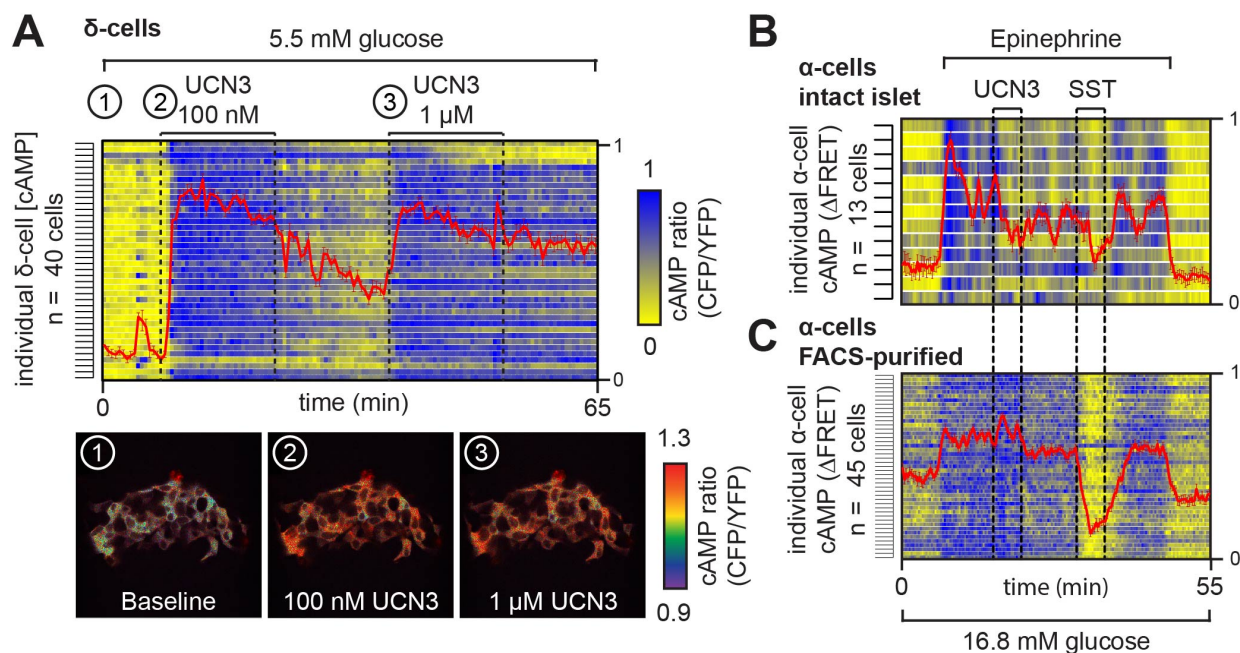 A δ-cells
5.5 mM glucose
1 2 UCN3
100 nM
3 UCN3
1 µM
individual δ-cell [cAMP]
n = 40 cells
1
0
0
time (min)
65
1
0
cAMP ratio
(CFP/YFP)
1
Baseline
2
100 nM UCN3
3
1 µM UCN3
1.3
0.9
cAMP ratio
(CFP/YFP)
B
Epinephrine
α-cells
intact islet
UCN3
SST
individual α-cell
cAMP (ΔFRET)
n = 13 cells
1
0
C α-cells
FACS-purified
individual α-cell
cAMP (ΔFRET)
n = 45 cells
1
0
0
time (min)
55
16.8 mM glucose